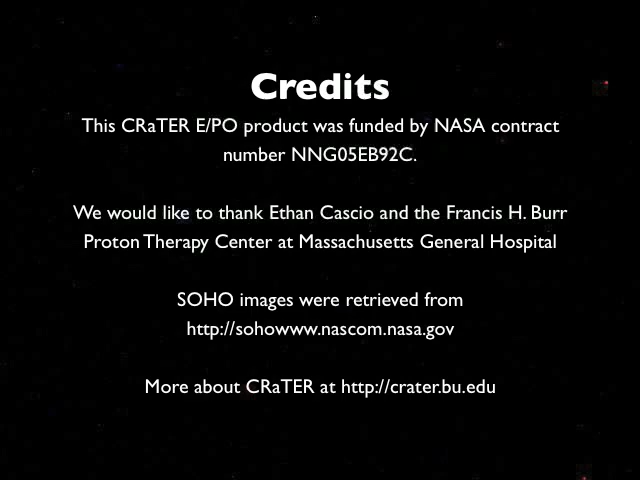 Credits
This CRaTER E/PO product was funded by NASA contract
number NNG05EB92C.
We would like to thank Ethan Cascio and the Francis H. Burr
Proton Therapy Center at Massachusetts General Hospital
SOHO images were retrieved from
http://sohowww.nascom.nasa.gov
More about CRaTER at http://crater.bu.edu